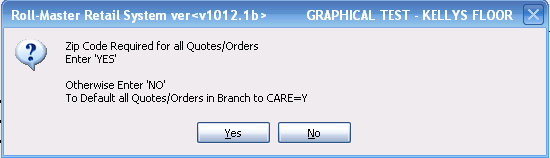 Roll-Master Retail System ver<v1012.1b> GRAPHICAL TEST - KELLYS FLOOR
Zip Code Required for all Quotes/Orders
Enter 'YES'
Otherwise Enter 'NO'
To Default all Quotes/Orders in Branch to CARE=Y
Yes No